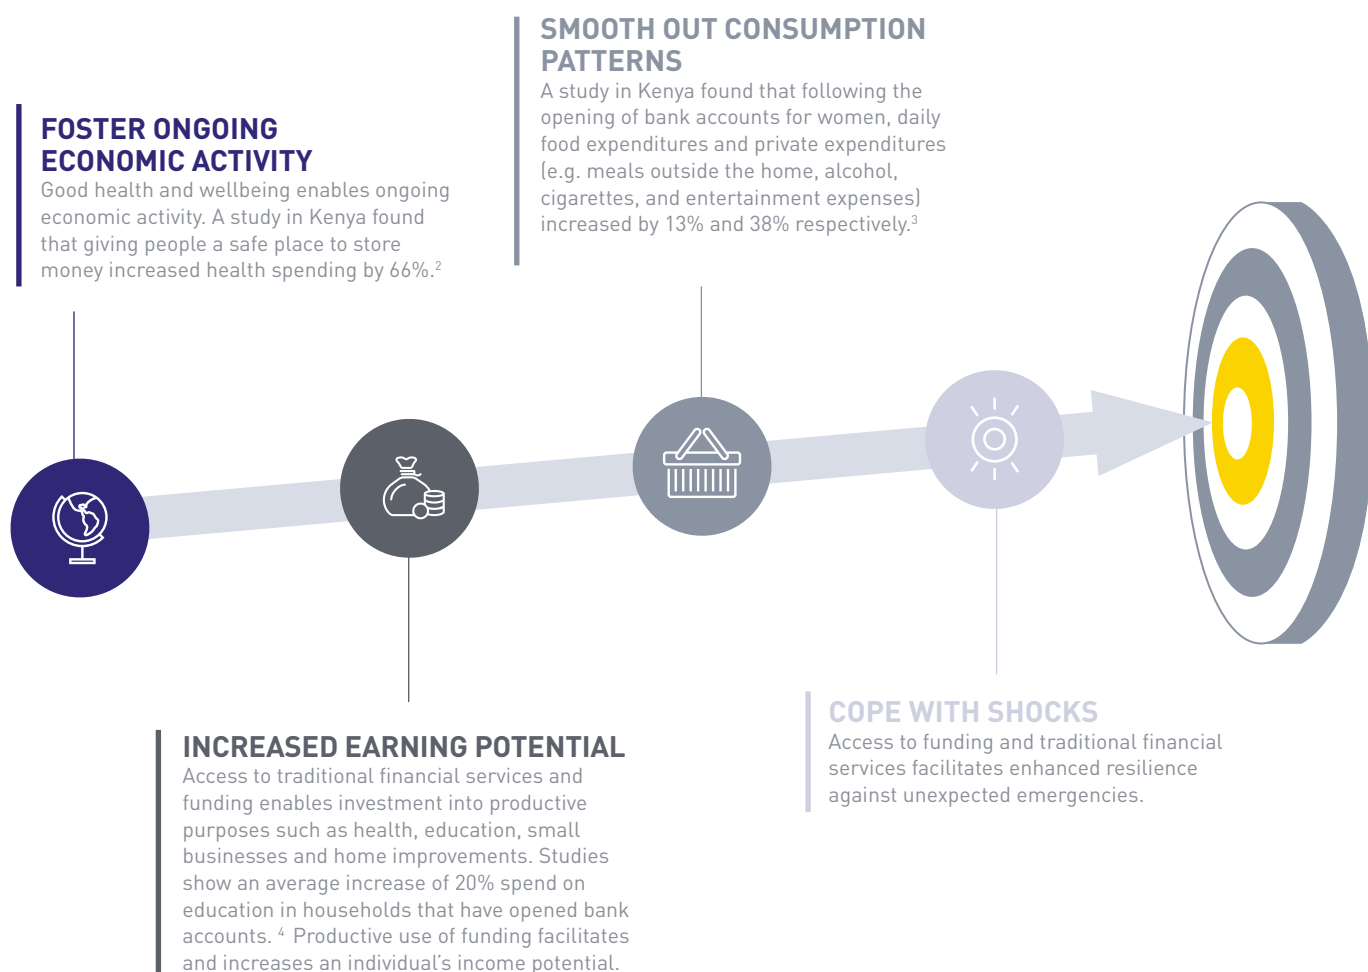 FOSTER ONGOING
ECONOMIC ACTIVITY
Good health and wellbeing enables ongoing
economic activity. A study in Kenya found
that giving people a safe place to store
money increased health spending by 66%.2
SMOOTH OUT CONSUMPTION
PATTERNS
A study in Kenya found that following the
opening of bank accounts for women, daily
food expenditures and private expenditures
(e.g. meals outside the home, alcohol,
cigarettes, and entertainment expenses)
increased by 13% and 38% respectively.3
INCREASED EARNING POTENTIAL
Access to traditional financial services and
funding enables investment into productive
purposes such as health, education, small
businesses and home improvements. Studies
show an average increase of 20% spend on
education in households that have opened bank
accounts. 4 Productive use of funding facilitates
and increases an individual’s income potential.
COPE WITH SHOCKS
Access to funding and traditional financial
services facilitates enhanced resilience
against unexpected emergencies.